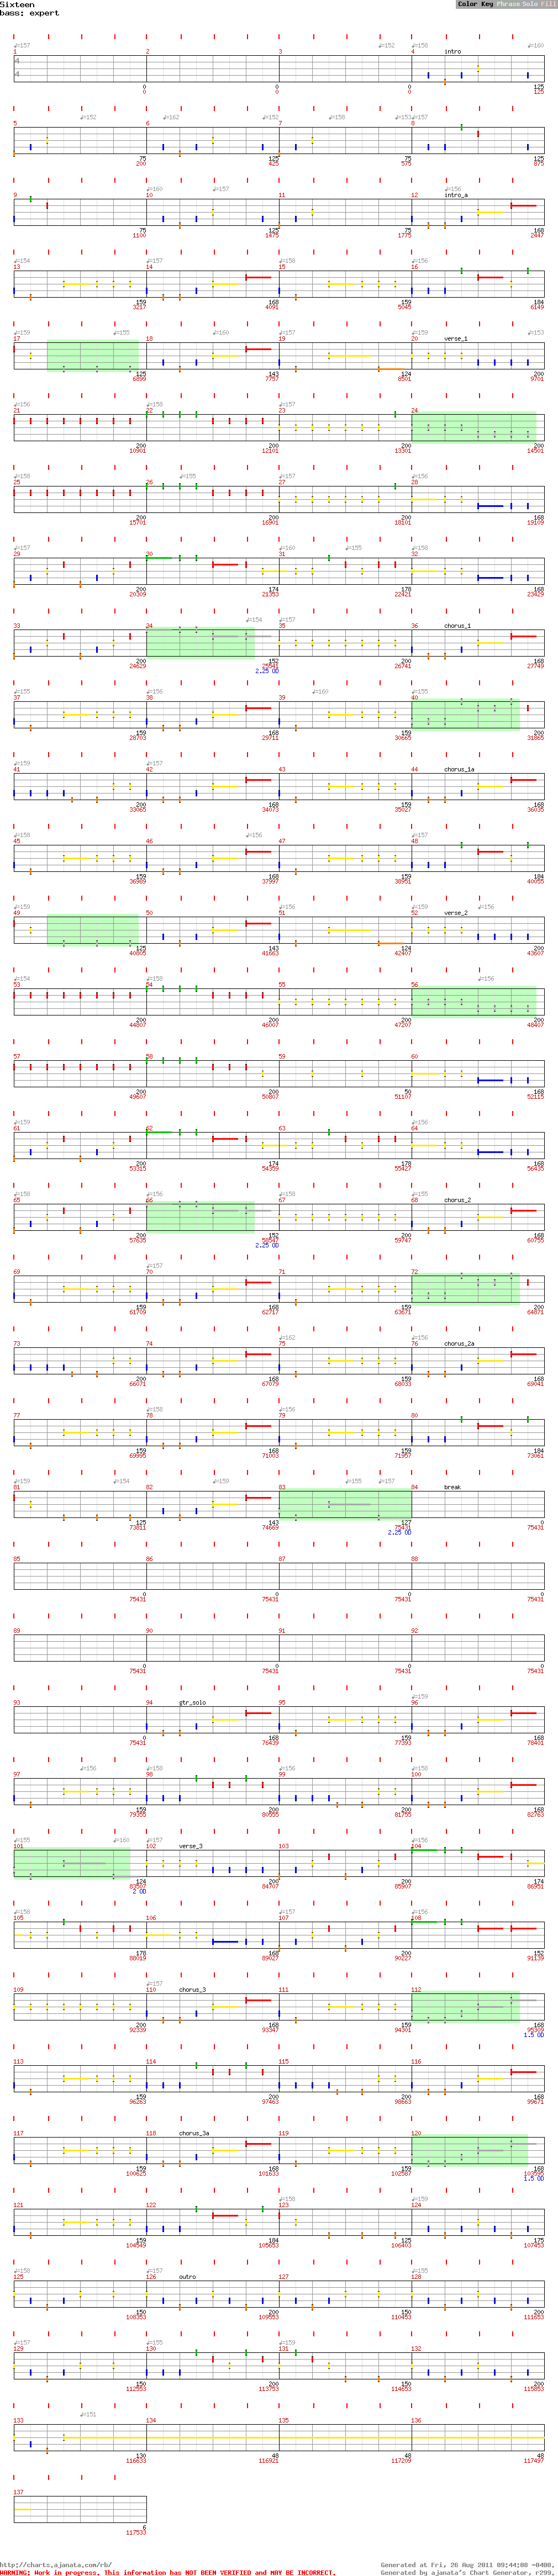 Sixteen
bass: expert
Color Key Phrase Solo Fill
♩=157 ♩=152 ♩=158 ♩=160
1 2 3 4 intro
0 0 0 125
0 0 0 125
♩=152 ♩=162 ♩=152 ♩=158 ♩=153 ♩=157
5 6 7 8
75 125 75 125
200 425 575 875
♩=160 ♩=157 ♩=156
9 10 11 12 intro_a
75 125 75 168
1100 1475 1775 2447
♩=154 ♩=157 ♩=158 ♩=156
13 14 15 16
159 168 159 184
3217 4091 5045 6149
♩=159 ♩=155 ♩=160 ♩=157 ♩=159 ♩=153
17 18 19 20 verse_1
125 143 124 200
6899 7757 8501 9701
♩=156 ♩=158 ♩=157
21 22 23 24
200 200 200 200
10901 12101 13301 14501
♩=158 ♩=155 ♩=157 ♩=156
25 26 27 28
200 200 200 168
15701 16901 18101 19109
♩=157 ♩=160 ♩=155 ♩=158
29 30 31 32
200 174 178 168
20309 21353 22421 23429
♩=154 ♩=157
33 34 35 36 chorus_1
200 152 200 168
24629 25541 26741 27749
2.25 OD
♩=155 ♩=156 ♩=160 ♩=155
37 38 39 40
159 168 159 200
28703 29711 30665 31865
♩=159 ♩=157
41 42 43 44 chorus_1a
200 168 159 168
33065 34073 35027 36035
♩=158 ♩=156 ♩=157
45 46 47 48
159 168 159 184
36989 37997 38951 40055
♩=159 ♩=156 ♩=159 ♩=156
49 50 51 52 verse_2
125 143 124 200
40805 41663 42407 43607
♩=154 ♩=158 ♩=156
53 54 55 56
200 200 200 200
44807 46007 47207 48407
57 58 59 60
200 200 50 168
49607 50807 51107 52115
♩=159 ♩=156
61 62 63 64
200 174 178 168
53315 54359 55427 56435
♩=158 ♩=156 ♩=158 ♩=155
65 66 67 68 chorus_2
200 152 200 168
57635 58547 59747 60755
2.25 OD
♩=157
69 70 71 72
159 168 159 200
61709 62717 63671 64871
♩=162 ♩=156
73 74 75 76 chorus_2a
200 168 159 168
66071 67079 68033 69041
♩=158 ♩=156
77 78 79 80
159 168 159 184
69995 71003 71957 73061
♩=159 ♩=154 ♩=159 ♩=155 ♩=157
81 82 83 84 break
125 143 127 0
73811 74669 75431 75431
2.25 OD
85 86 87 88
0 0 0 0
75431 75431 75431 75431
89 90 91 92
0 0 0 0
75431 75431 75431 75431
♩=159
93 94 gtr_solo 95 96
0 168 159 168
75431 76439 77393 78401
♩=156 ♩=158 ♩=156 ♩=158
97 98 99 100
159 200 200 168
79355 80555 81755 82763
♩=155 ♩=160 ♩=157 ♩=156
101 102 verse_3 103 104
124 200 200 174
83507 84707 85907 86951
2 OD
♩=158 ♩=157 ♩=156
105 106 107 108
178 168 200 152
88019 89027 90227 91139
♩=157
109 110 chorus_3 111 112
200 168 159 168
92339 93347 94301 95309
1.5 OD
113 114 115 116
159 200 200 168
96263 97463 98663 99671
117 118 chorus_3a 119 120
159 168 159 168
100625 101633 102587 103595
1.5 OD
♩=158 ♩=159
121 122 123 124
159 184 125 175
104549 105653 106403 107453
♩=158 ♩=157 ♩=155
125 126 outro 127 128
150 200 150 200
108353 109553 110453 111653
♩=157 ♩=155 ♩=159
129 130 131 132
150 200 150 200
112553 113753 114653 115853
♩=151
133 134 135 136
130 48 48 48
116633 116921 117209 117497
137
6
117533
http://charts.ajanata.com/rb/
Generated at Fri, 26 Aug 2011 09:44:08 -0400.
WARNING: Work in progress. This information has NOT BEEN VERIFIED and MAY BE INCORRECT.
Generated by ajanata's Chart Generator, r299.